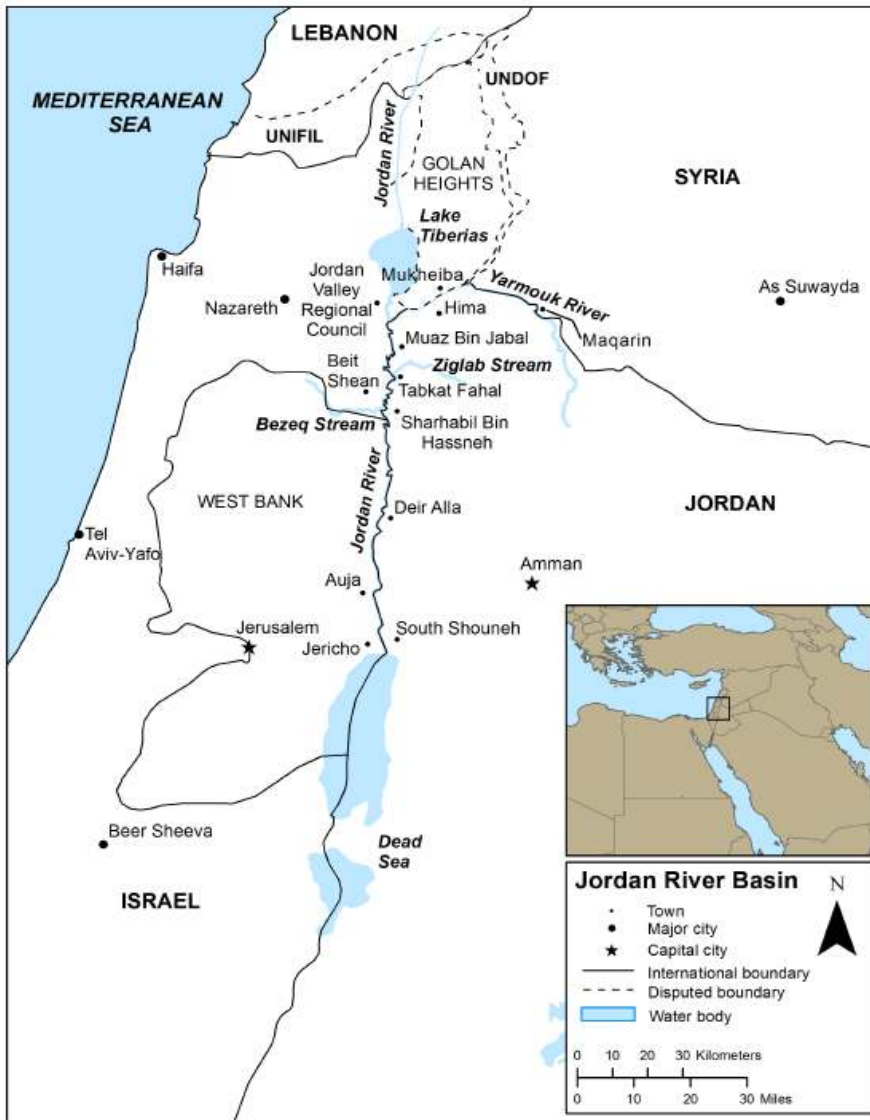 LEBANON
UNDOF
MEDITERRANEAN
SEA
UNIFIL
Jordan River
GOLAN
HEIGHTS
SYRIA
Lake
Tiberias
Haifa
Jordan
Valley
Regional
Council
Mukheiba
Nazareth
Hima
Yarmouk River
As Suwayda
Maqarin
Muaz Bin Jabal
Beit
Shean
Ziglab Stream
Tabkat Fahal
Bezeq Stream
Sharhabil Bin
Hassneh
Jordan River
WEST BANK
JORDAN
Deir Alla
Tel
Aviv-Yafo
Amman
Auja
Jerusalem
Jericho
South Shouneh
Beer Sheeva
Dead
Sea
ISRAEL
Jordan River Basin
N
Town
Major city
Capital city
International boundary
Disputed boundary
Water body
0 10 20 30 Kilometers
0 10 20 30 Miles